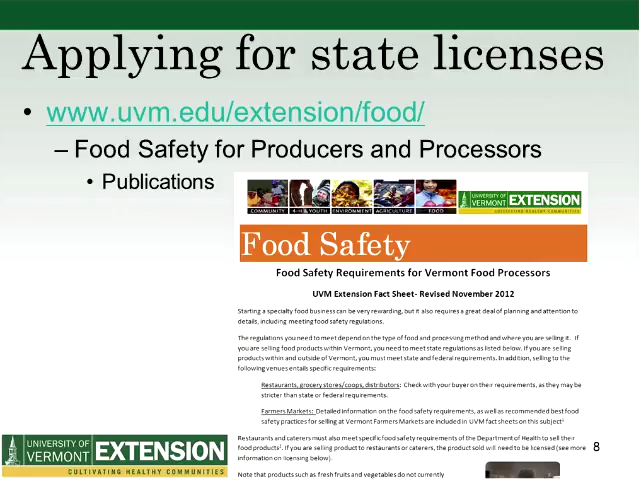 Applying for state licenses
• www.uvm.edu/extension/food/
– Food Safety for Producers and Processors
• Publications
COMMUNITY 4-H & YOUTH ENVIRONMENT AGRICULTURE FOOD
UNIVERSITY OF VERMONT EXTENSION
CULTIVATING HEALTHY COMMUNITIES
Food Safety
Food Safety Requirements for Vermont Food Processors
UVM Extension Fact Sheet- Revised November 2012
Starting a specialty food business can be very rewarding, but it also requires a great deal of planning and attention to
details, including meeting food safety regulations.
The regulations you need to meet depend on the type of food and processing method and where you are selling it. If
you are selling food products within Vermont, you need to meet state regulations as listed below. If you are selling
products within and outside of Vermont, you must meet state and federal requirements. In addition, selling to the
following venues entails specific requirements:
Restaurants, grocery stores/coops, distributors: Check with your buyer on their requirements, as they may be
stricter than state or federal requirements.
Farmers Markets: Detailed information on the food safety requirements, as well as recommended best food
safety practices for selling at Vermont Farmers Markets are included in UVM fact sheets on this subject¹
Restaurants and caterers must also meet specific food safety requirements of the Department of Health to sell their
food products². If you are selling product to restaurants or caterers, the product sold will need to be licensed (see more
information on licensing below).
Note that products such as fresh fruits and vegetables do not currently
8
UNIVERSITY OF
VERMONT
EXTENSION
CULTIVATING HEALTHY COMMUNITIES